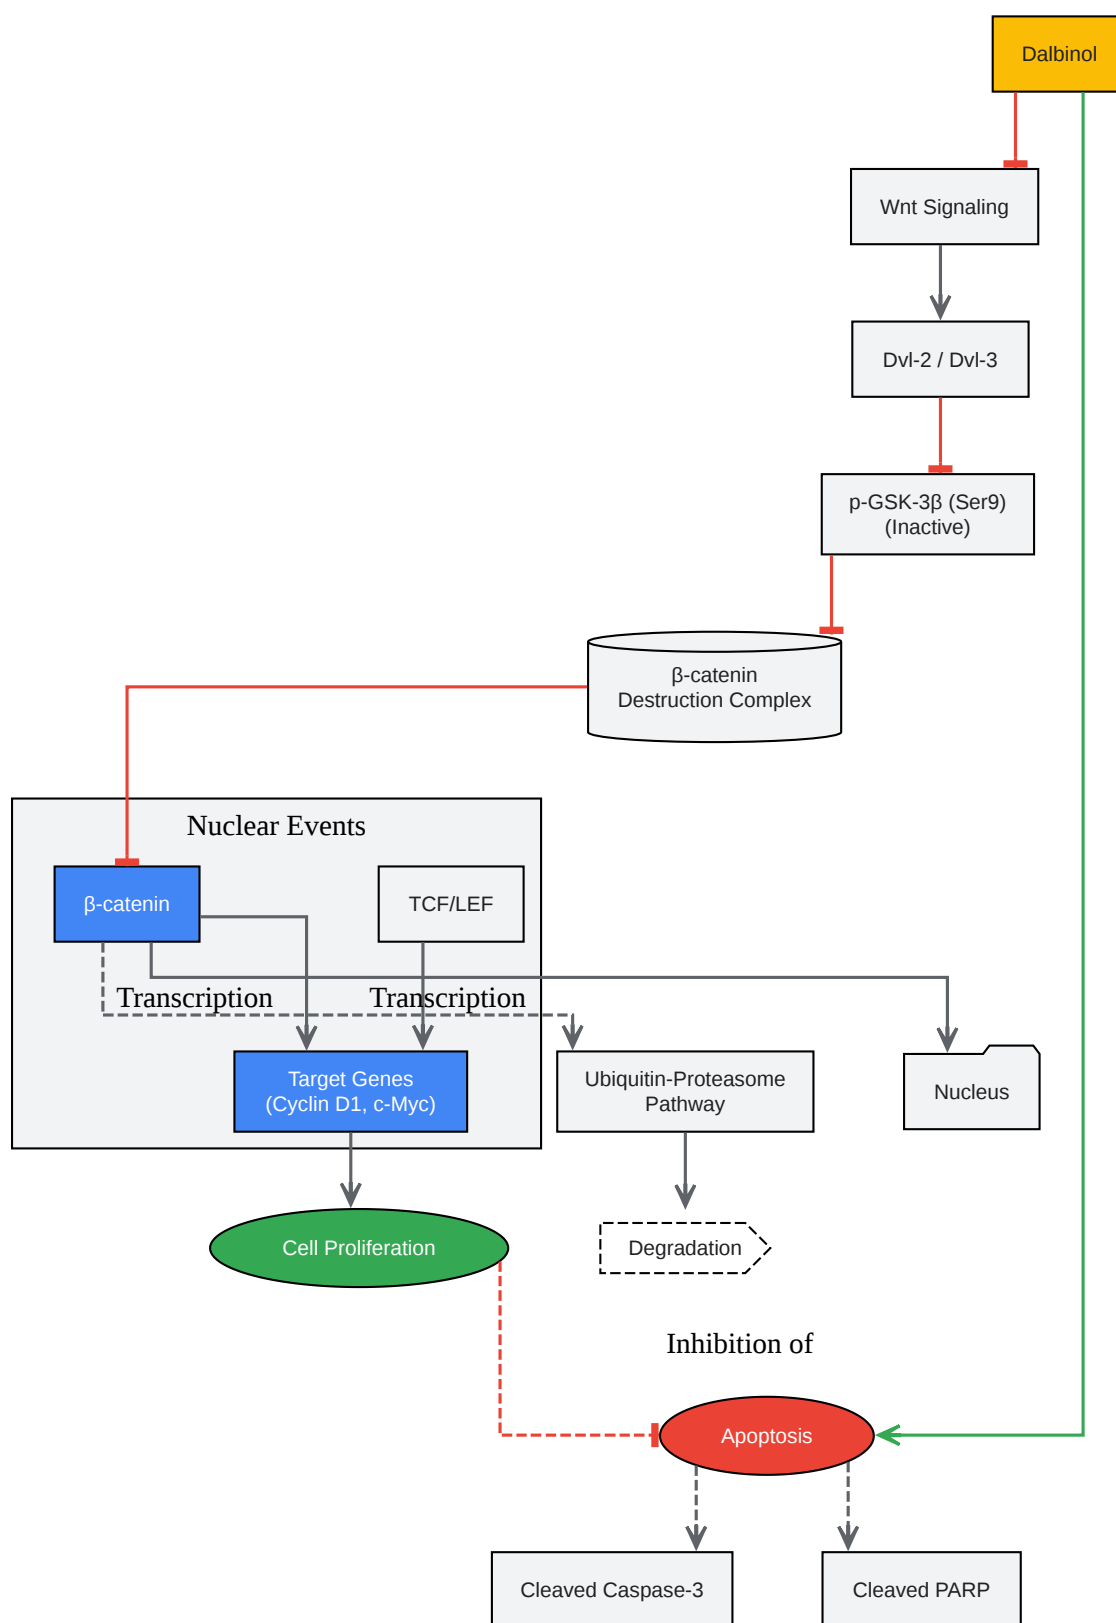 Dalbinol
Wnt Signaling
Dvl-2 / Dvl-3
p-GSK-3β (Ser9)
(Inactive)
β-catenin
Destruction Complex
Nuclear Events
β-catenin
TCF/LEF
Transcription
Transcription
Target Genes
(Cyclin D1, c-Myc)
Ubiquitin-Proteasome
Pathway
Nucleus
Cell Proliferation
Degradation
Inhibition of
Apoptosis
Cleaved Caspase-3
Cleaved PARP